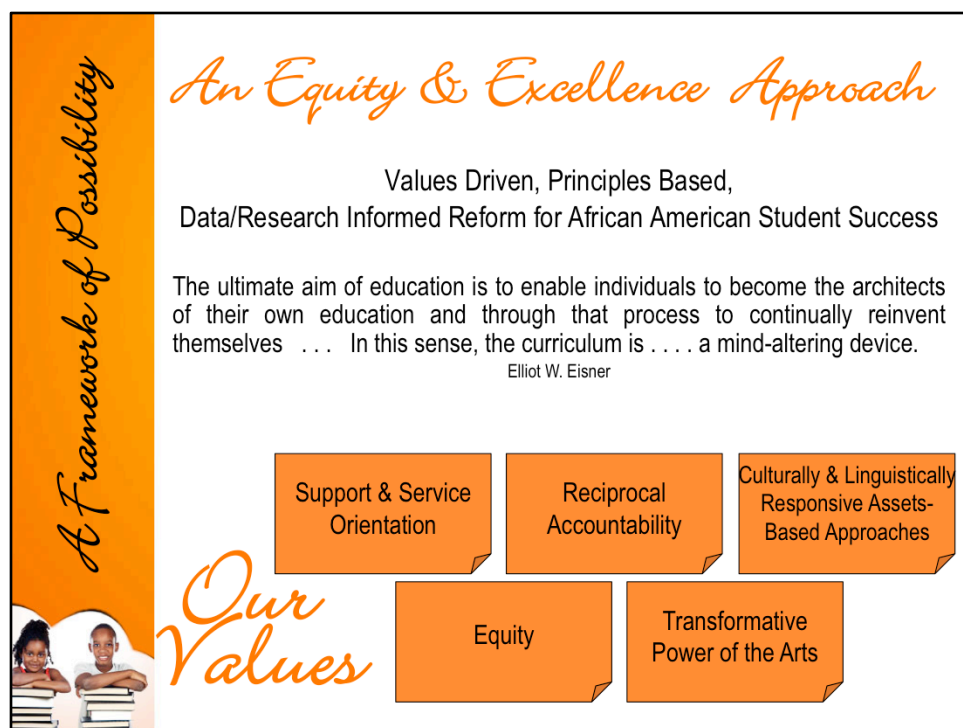 A Framework of Possibility
An Equity & Excellence Approach
Values Driven, Principles Based,
Data/Research Informed Reform for African American Student Success
The ultimate aim of education is to enable individuals to become the architects
of their own education and through that process to continually reinvent
themselves . . . In this sense, the curriculum is . . . . a mind-altering device.
Elliot W. Eisner
Support & Service
Orientation
Reciprocal
Accountability
Culturally & Linguistically
Responsive Assets-
Based Approaches
Our
Values
Equity
Transformative
Power of the Arts